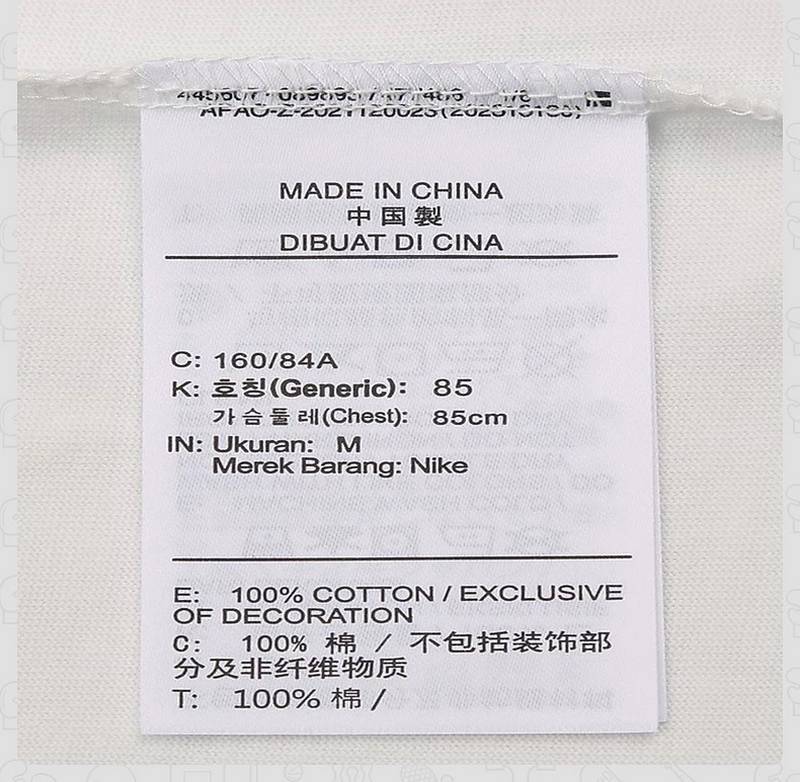 MADE IN CHINA
中国製
DIBUAT DI CINA
C: 160/84A
K: 호칭(Generic): 85
가슴둘레(Chest): 85cm
IN: Ukuran: M
Merek Barang: Nike
E: 100% COTTON / EXCLUSIVE
OF DECORATION
C: 100% 棉 / 不包括装饰部
分及非纤维物质
T: 100% 棉 /